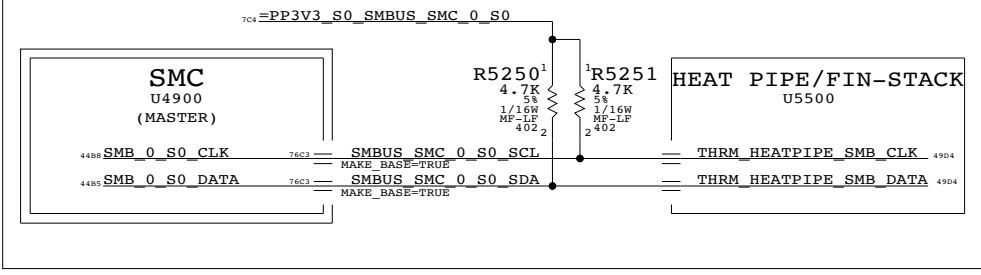 7C4 =PP3V3_S0_SMBUS_SMC_0_S0
SMC
U4900
(MASTER)
R5250 1
4.7K
5%
1/16W
MF-LF
402 2
1 R5251
4.7K
5%
1/16W
MF-LF
2 402
HEAT PIPE/FIN-STACK
U5500
44B8 SMB_0_S0_CLK 76C3 SMBUS_SMC_0_S0_SCL THRM_HEATPIPE_SMB_CLK 49D4
MAKE_BASE=TRUE
44B5 SMB_0_S0_DATA 76C3 SMBUS_SMC_0_S0_SDA THRM_HEATPIPE_SMB_DATA 49D4
MAKE_BASE=TRUE